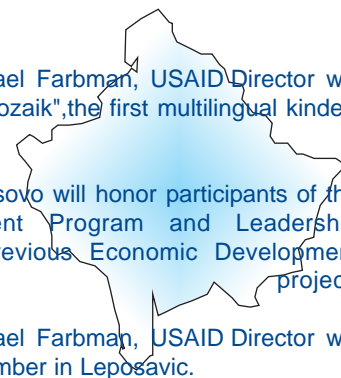 ael Farbman, USAID Director w
ozaik",the first multilingual kinde
sovo will honor participants of th
ent Program and Leadersh
revious Economic Developmen
projec
ael Farbman, USAID Director w
mber in Leposavic.